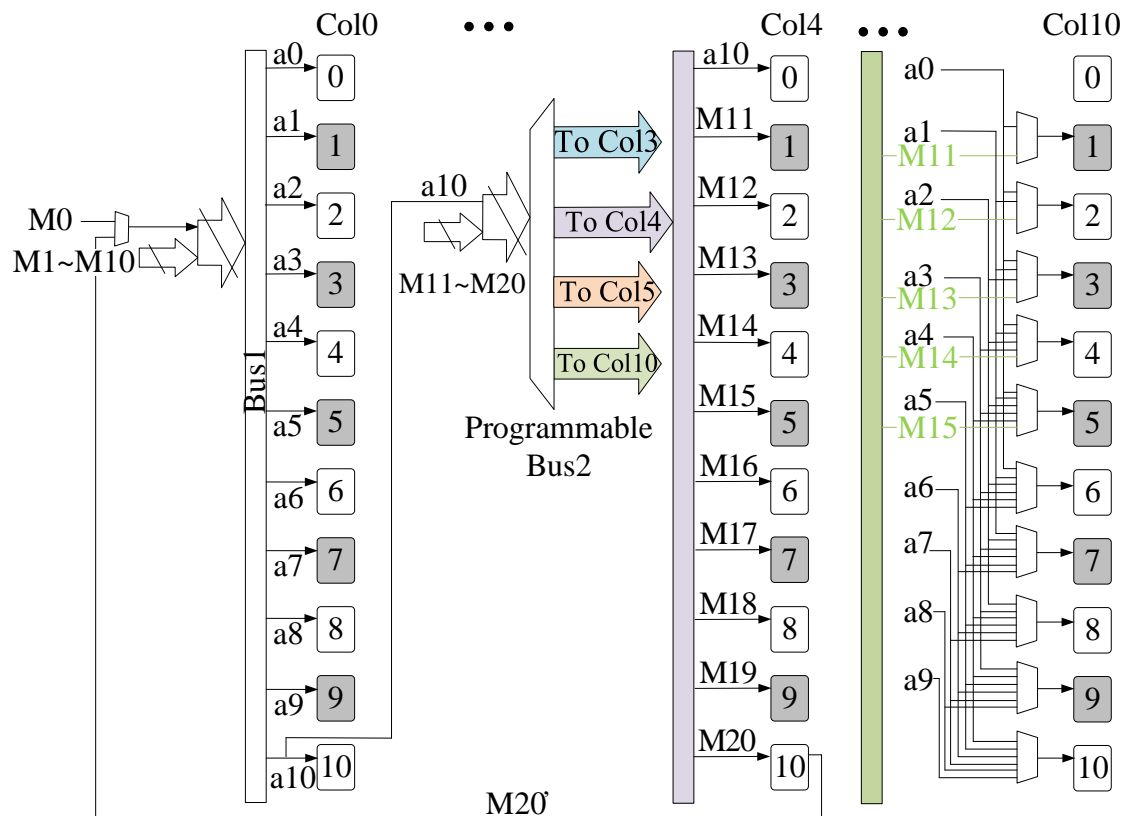 Col0
•••
Col4
•••
Col10
a0
0
a1
1
a2
2
a3
3
a4
4
a5
5
a6
6
a7
7
a8
8
a9
9
a10
10
Bus1
M0
M1~M10
a10
M11~M20
To Col3
To Col4
To Col5
To Col10
Programmable
Bus2
a10
0
M11
1
M12
2
M13
3
M14
4
M15
5
M16
6
M17
7
M18
8
M19
9
M20
10
M20’
a0
0
a1
M11
1
a2
M12
2
a3
M13
3
a4
M14
4
a5
M15
5
a6
6
a7
7
a8
8
a9
9
10